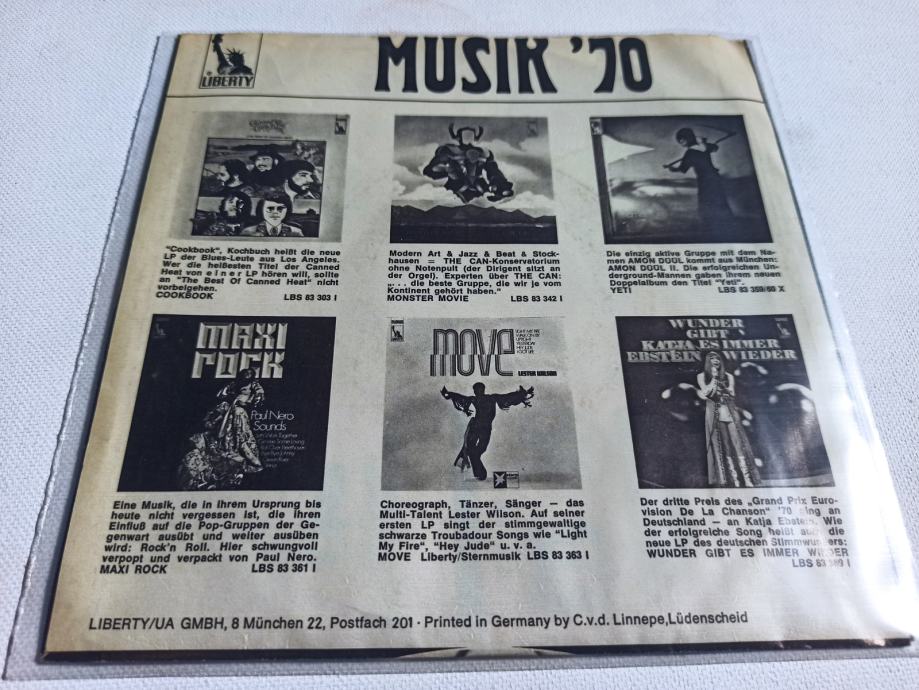 LIBERTY
MUSIK '70
"Cookbook", Kochbuch heißt die neue
LP der Blues-Leute aus Los Angeles.
Wer die heißesten Titel der Canned
Heat von e i n e r LP hören will, sollte
an "The Best Of Canned Heat" nicht
vorbeigehen.
COOKBOOK LBS 83 303 I
Modern Art & Jazz & Beat & Stock-
hausen = THE CAN-Konservatorium
ohne Notenpult (der Dirigent sitzt an
der Orgel). Experten über THE CAN:
„. . . die beste Gruppe, die wir je vom
Kontinent gehört haben."
MONSTER MOVIE LBS 83 342 I
Die einzig aktive Gruppe mit dem Na-
men AMON DÜÜL kommt aus München:
AMON DÜÜL II. Die erfolgreichen Un-
derground-Mannen gaben ihrem neuen
Doppelalbum den Titel "Yeti".
YETI LBS 83 359/60 X
MAXI
ROCK
Paul Nero
Sounds
move
LESTER WILSON
WUNDER
GIBT
KATJA ES IMMER
EBSTEIN WIEDER
Eine Musik, die in ihrem Ursprung bis
heute nicht vergessen ist, die ihren
Einfluß auf die Pop-Gruppen der Ge-
genwart ausübt und weiter ausüben
wird: Rock'n Roll. Hier schwungvoll
verpopt und verpackt von Paul Nero.
MAXI ROCK LBS 83 361 I
Choreograph, Tänzer, Sänger — das
Multi-Talent Lester Wilson. Auf seiner
ersten LP singt der stimmgewaltige
schwarze Troubadour Songs wie "Light
My Fire", "Hey Jude" u. v. a.
MOVE Liberty/Sternmusik LBS 83 363 I
Der dritte Preis des „Grand Prix Euro-
vision De La Chanson" '70 ging an
Deutschland — an Katja Ebstein. Wie
der erfolgreiche Song heißt auch die
neue LP des deutschen Stimmwunders:
WUNDER GIBT ES IMMER WIEDER
LBS 83
LIBERTY/UA GMBH, 8 München 22, Postfach 201 · Printed in Germany by C.v.d. Linnepe, Lüdenscheid